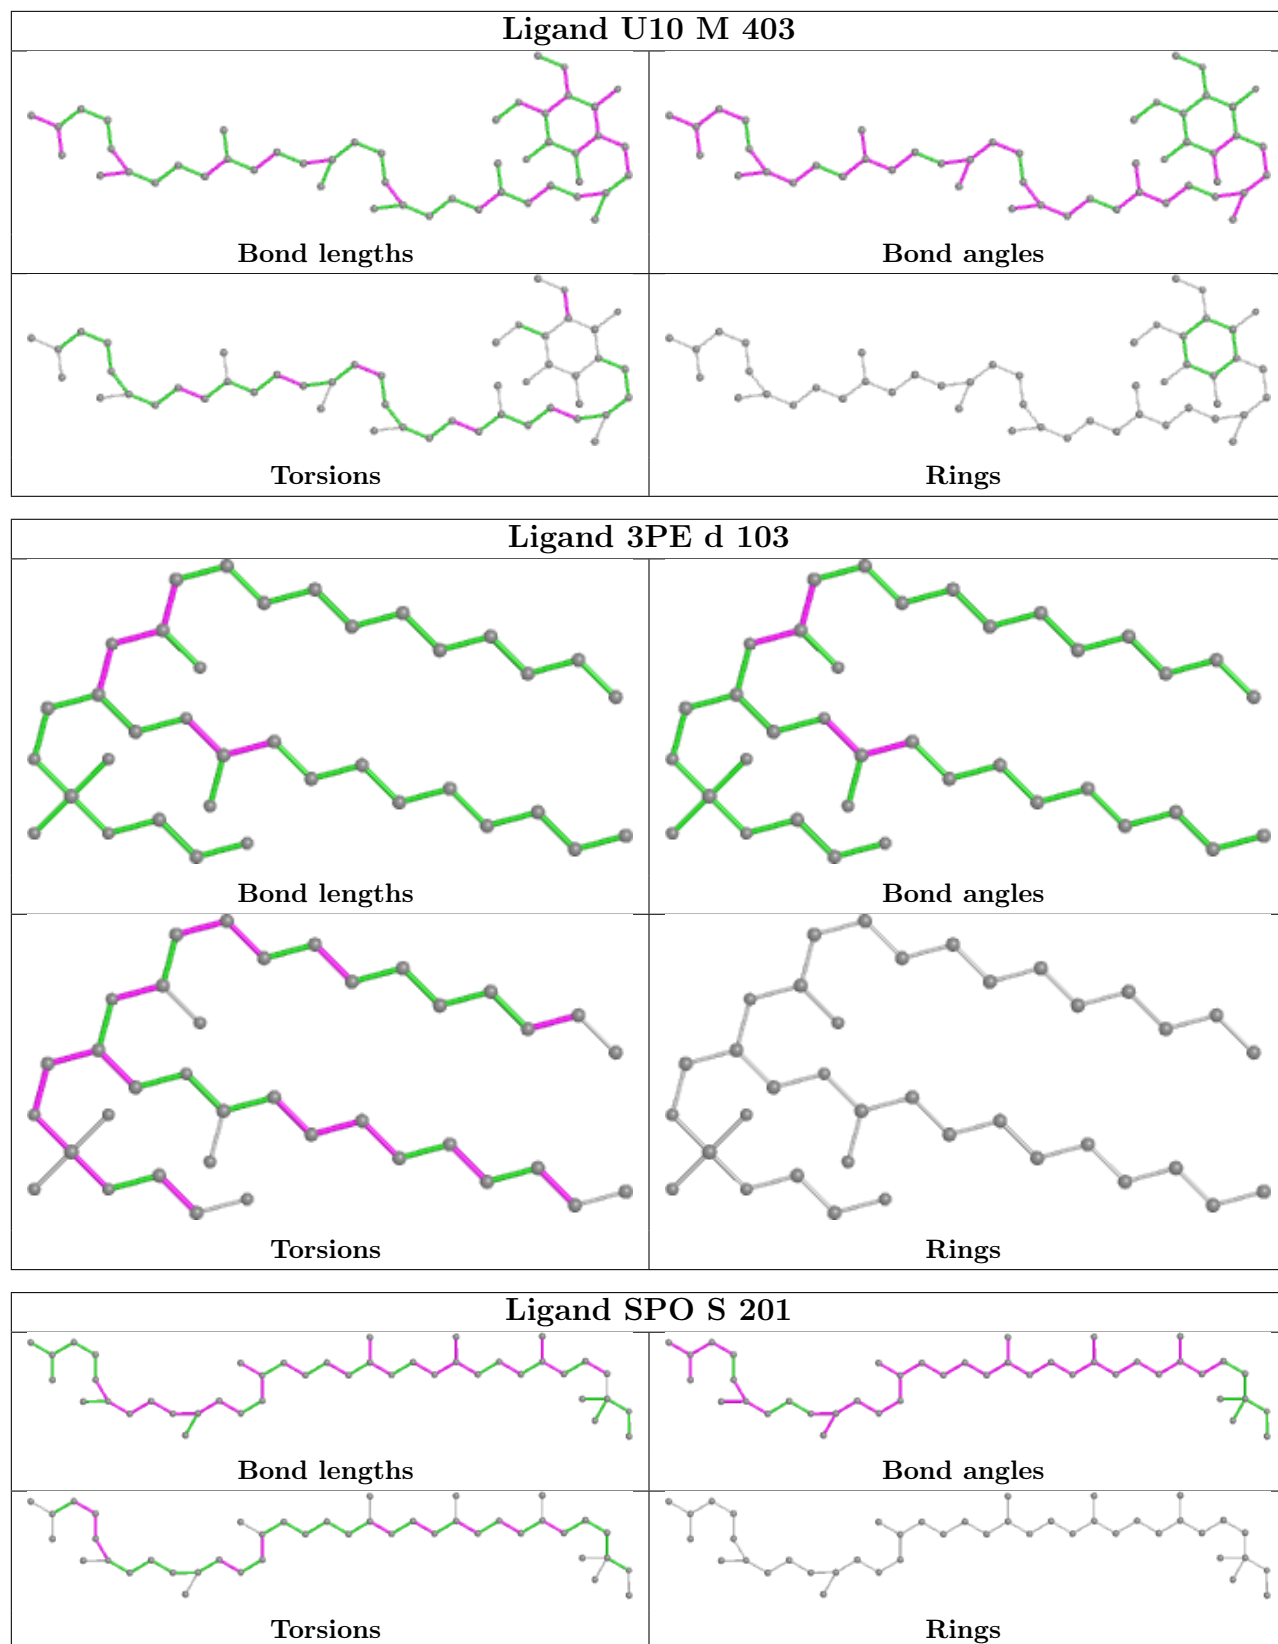 Ligand U10 M 403
Bond lengths
Bond angles
Torsions
Rings
Ligand 3PE d 103
Bond lengths
Bond angles
Torsions
Rings
Ligand SPO S 201
Bond lengths
Bond angles
Torsions
Rings